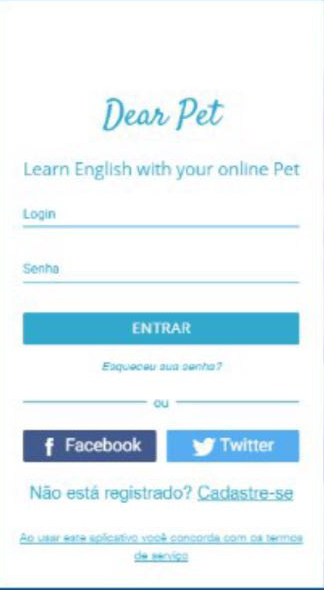 Dear Pet
Learn English with your online Pet
Login
Senha
ENTRAR
Esqueceu sua senha?
ou
f Facebook
Twitter
Não está registrado? Cadastre-se
Ao usar este aplicativo você concorda com os termos
de serviço